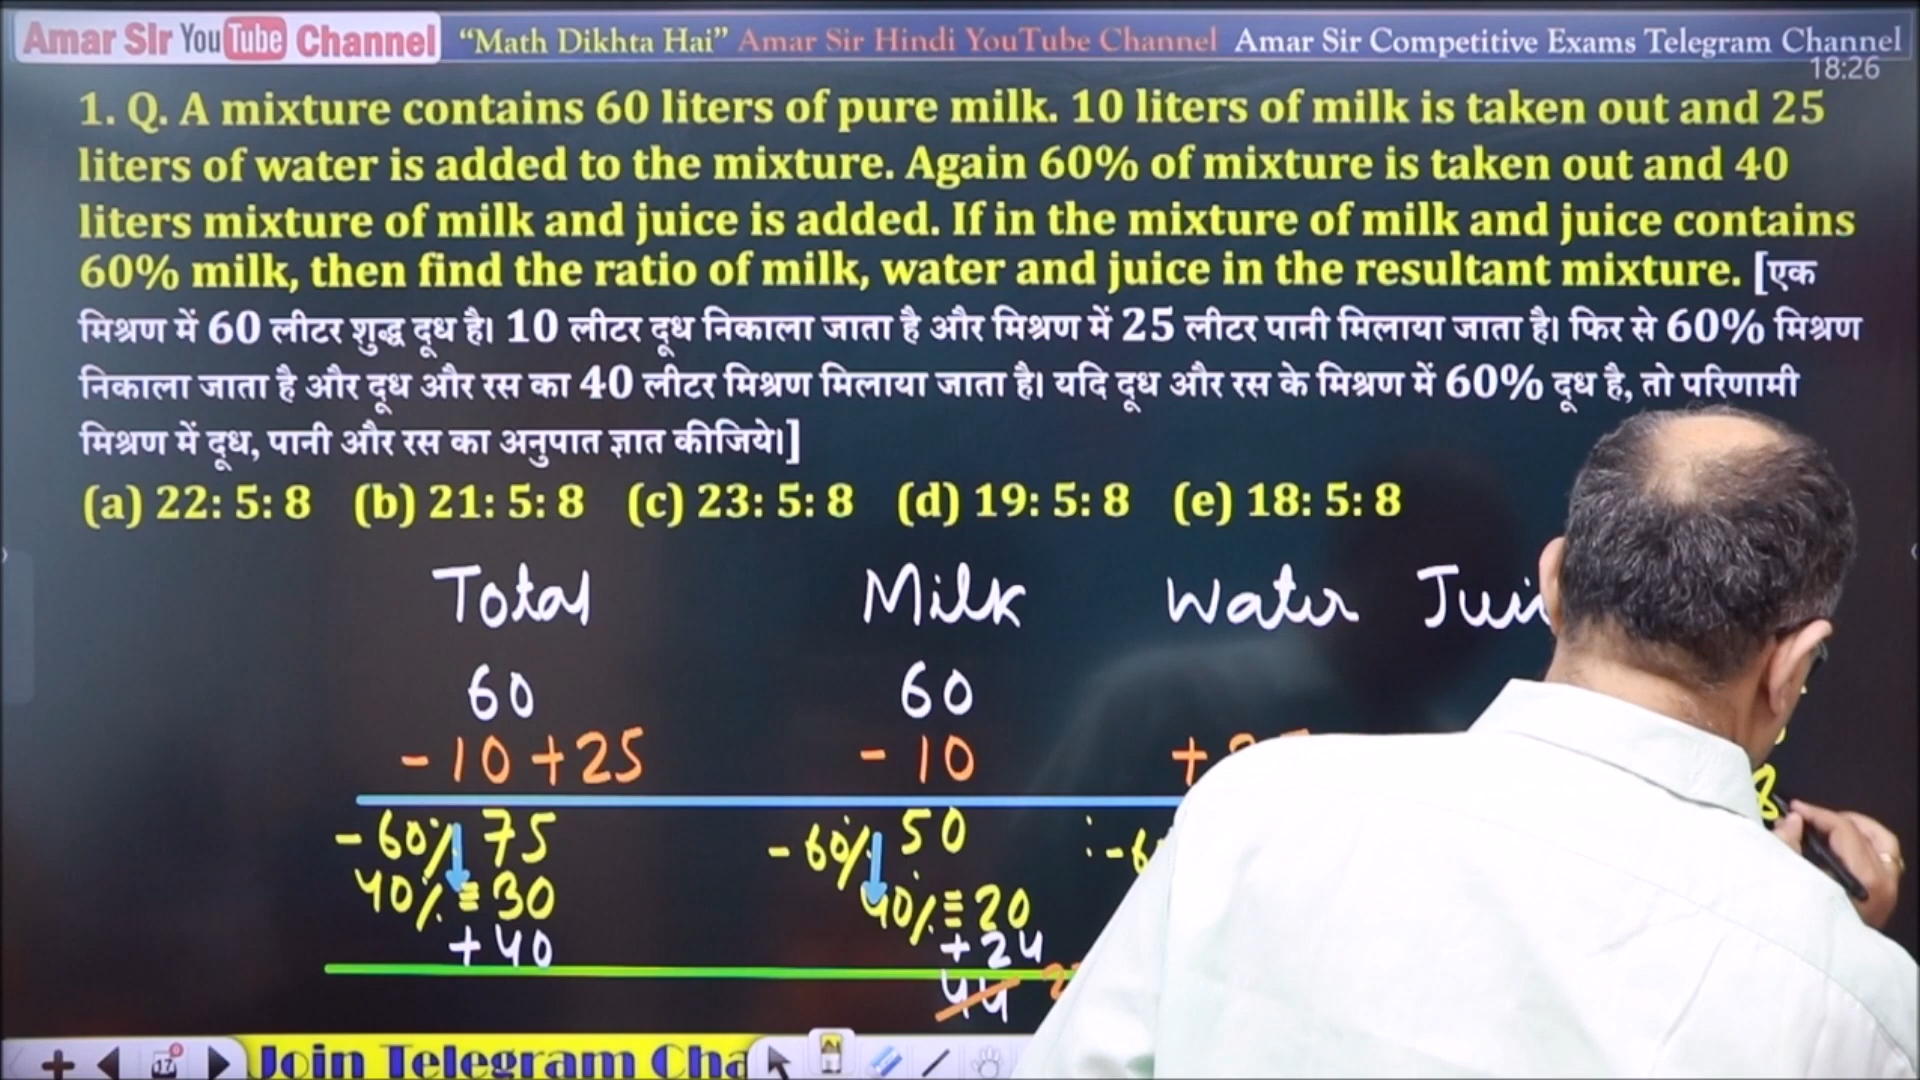 Amar Sir YouTube Channel "Math Dikhta Hai" Amar Sir Hindi YouTube Channel Amar Sir Competitive Exams Telegram Channel
18:26
1. Q. A mixture contains 60 liters of pure milk. 10 liters of milk is taken out and 25
liters of water is added to the mixture. Again 60% of mixture is taken out and 40
liters mixture of milk and juice is added. If in the mixture of milk and juice contains
60% milk, then find the ratio of milk, water and juice in the resultant mixture. [एक
मिश्रण में 60 लीटर शुद्ध दूध है। 10 लीटर दूध निकाला जाता है और मिश्रण में 25 लीटर पानी मिलाया जाता है। फिर से 60% मिश्रण
निकाला जाता है और दूध और रस का 40 लीटर मिश्रण मिलाया जाता है। यदि दूध और रस के मिश्रण में 60% दूध है, तो परिणामी
मिश्रण में दूध, पानी और रस का अनुपात ज्ञात कीजिये।]
(a) 22: 5: 8 (b) 21: 5: 8 (c) 23: 5: 8 (d) 19: 5: 8 (e) 18: 5: 8
Total Milk Water
60 60
- 10 + 25 - 10 +
- 60% 75 - 60% 50 :
40% ≡ 30 40% ≡ 20
+ 40 + 24
44
8
17
Join Telegram